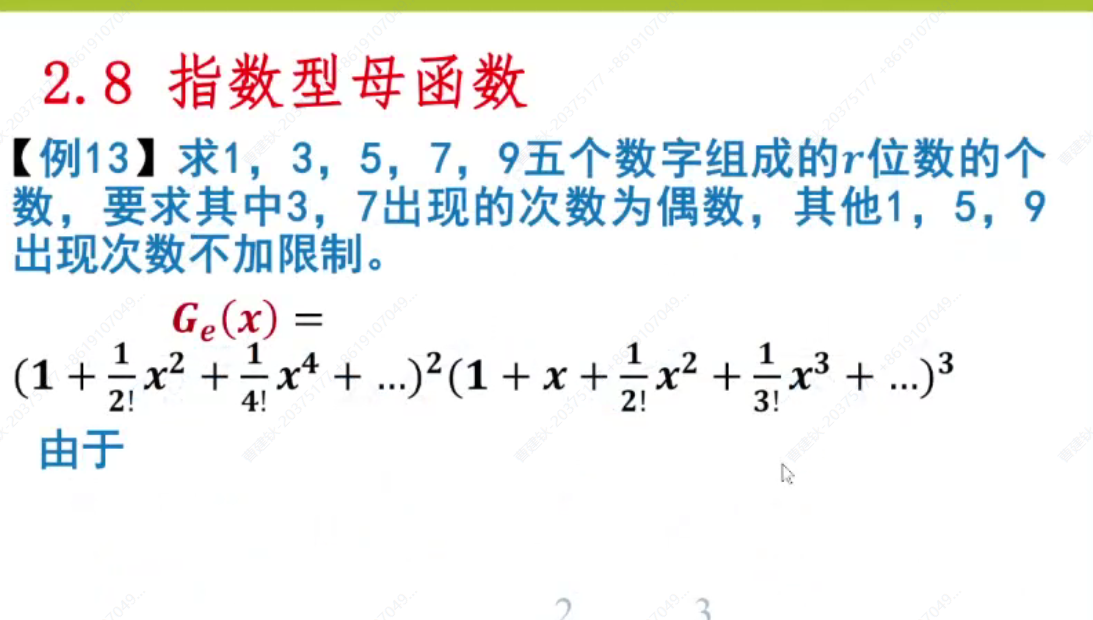 2.8 指数型母函数
【例13】求1，3，5，7，9五个数字组成的r位数的个
数，要求其中3，7出现的次数为偶数，其他1，5，9
出现次数不加限制。
G_e(x) =
(1 + \frac{1}{2!}x^2 + \frac{1}{4!}x^4 + ...)^2(1 + x + \frac{1}{2!}x^2 + \frac{1}{3!}x^3 + ...)^3
由于
2 3